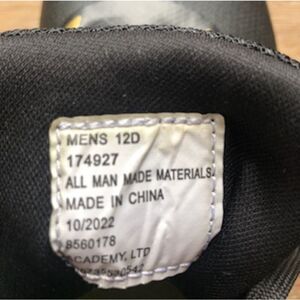 MENS 12D
174927
ALL MAN MADE MATERIALS
MADE IN CHINA
10/2022
8560178
ACADEMY, LTD